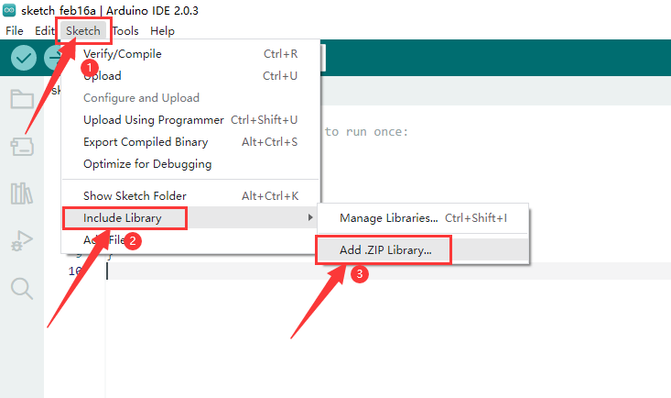 sketch_feb16a | Arduino IDE 2.0.3
File Edit Sketch Tools Help
1
Verify/Compile Ctrl+R
Upload Ctrl+U
Configure and Upload
Upload Using Programmer Ctrl+Shift+U
to run once:
Export Compiled Binary Alt+Ctrl+S
Optimize for Debugging
Show Sketch Folder Alt+Ctrl+K
Include Library
Manage Libraries... Ctrl+Shift+I
2
Add .ZIP Library...
3
9 }
10